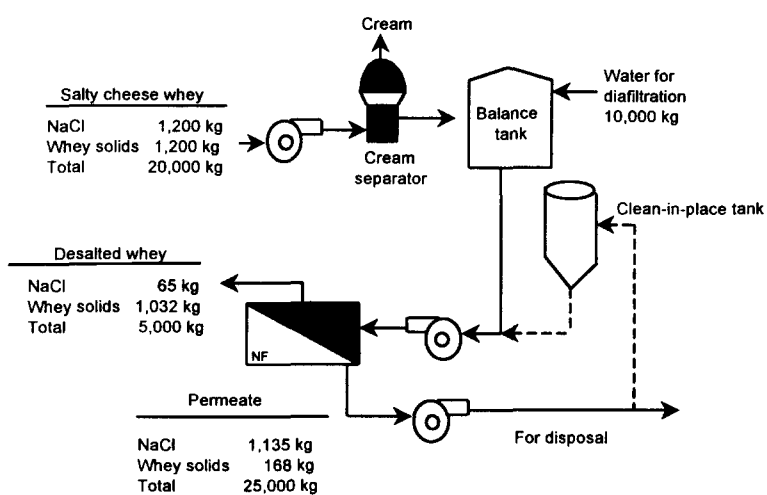 Cream
Salty cheese whey
NaCl 1,200 kg
Whey solids 1,200 kg
Total 20,000 kg
Cream
separator
Balance
tank
Water for
diafiltration
10,000 kg
Clean-in-place tank
Desalted whey
NaCl 65 kg
Whey solids 1,032 kg
Total 5,000 kg
NF
Permeate
NaCl 1,135 kg
Whey solids 168 kg
Total 25,000 kg
For disposal